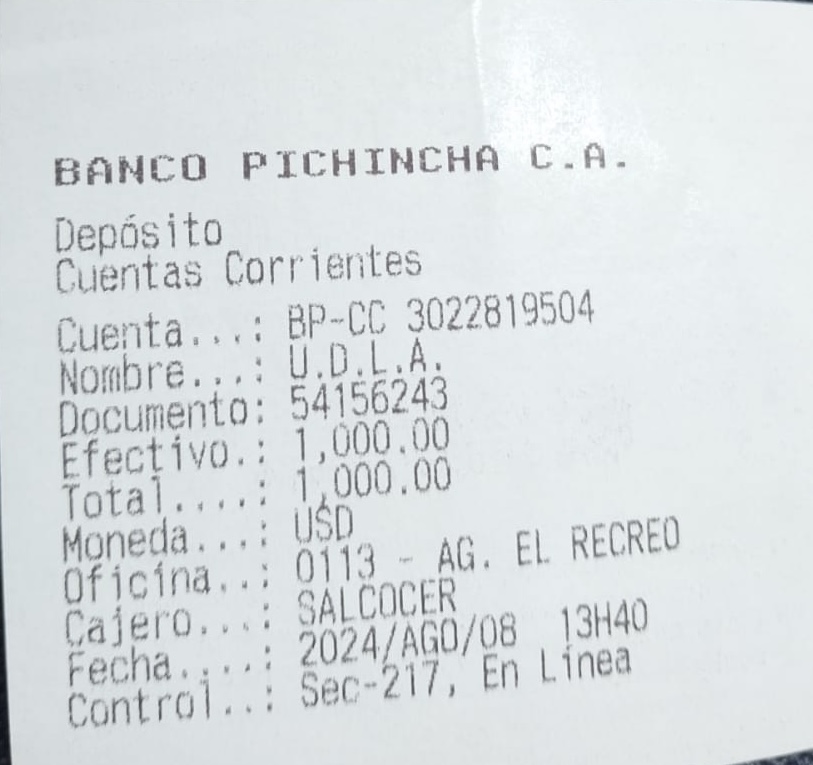 BANCO PICHINCHA C.A.
Depósito
Cuentas Corrientes
Cuenta...: BP-CC 3022819504
Nombre...: U.D.L.A.
Documento: 54156243
Efectivo.: 1,000.00
Total....: 1,000.00
Moneda...: USD
Oficina..: 0113 - AG. EL RECREO
Cajero...: SALCOCER
Fecha....: 2024/AGO/08 13H40
Control..: Sec-217, En Línea